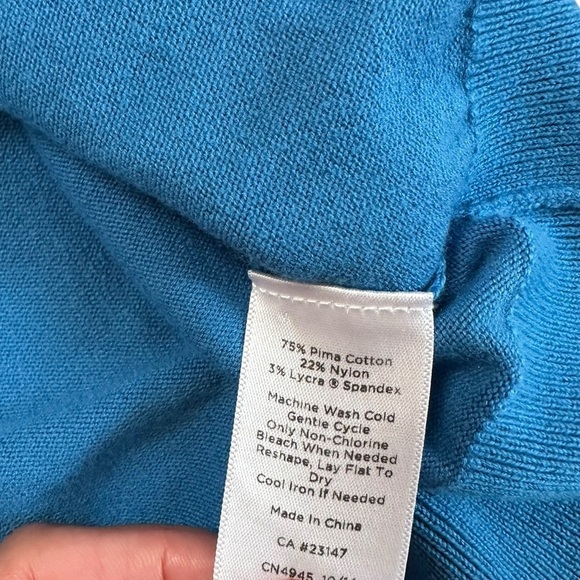 75% Pima Cotton
22% Nylon
3% Lycra ® Spandex
Machine Wash Cold
Gentle Cycle
Only Non-Chlorine
Bleach When Needed
Reshape, Lay Flat To
Dry
Cool Iron If Needed
Made In China
CA #23147
CN4945